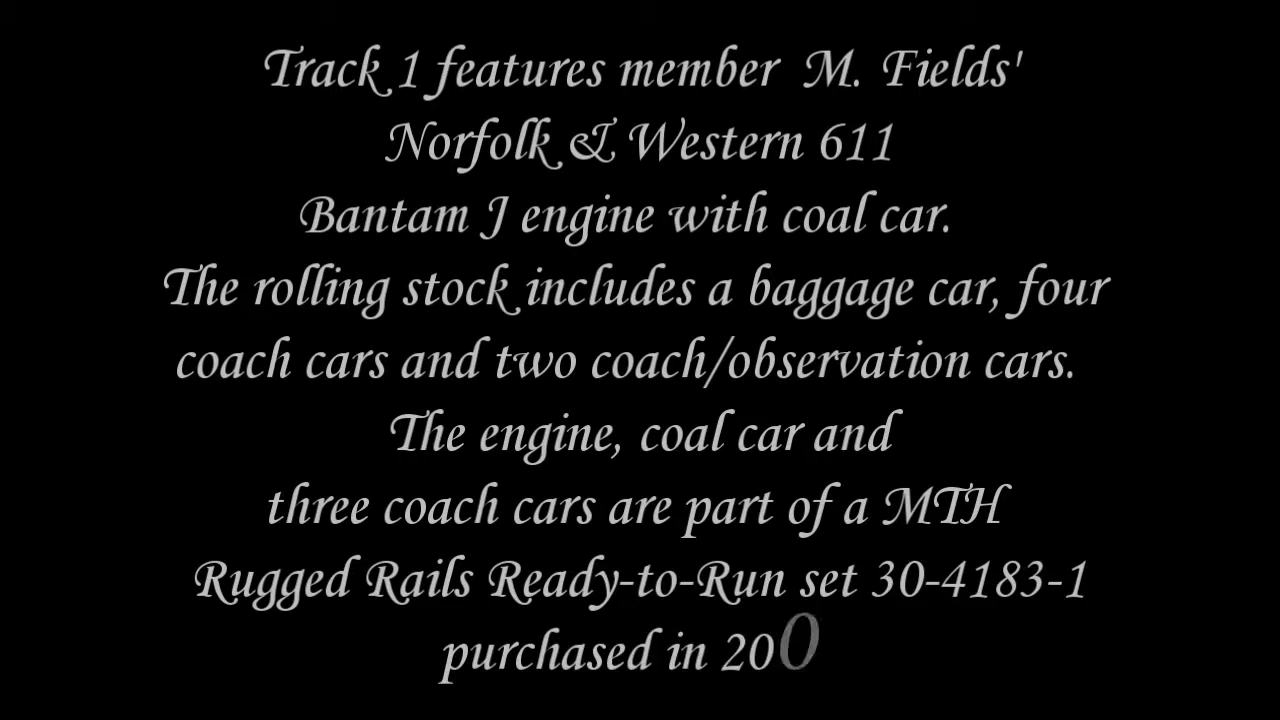 Track 1 features member M. Fields'
Norfolk & Western 611
Bantam J engine with coal car.
The rolling stock includes a baggage car, four
coach cars and two coach/observation cars.
The engine, coal car and
three coach cars are part of a MTH
Rugged Rails Ready-to-Run set 30-4183-1
purchased in 200